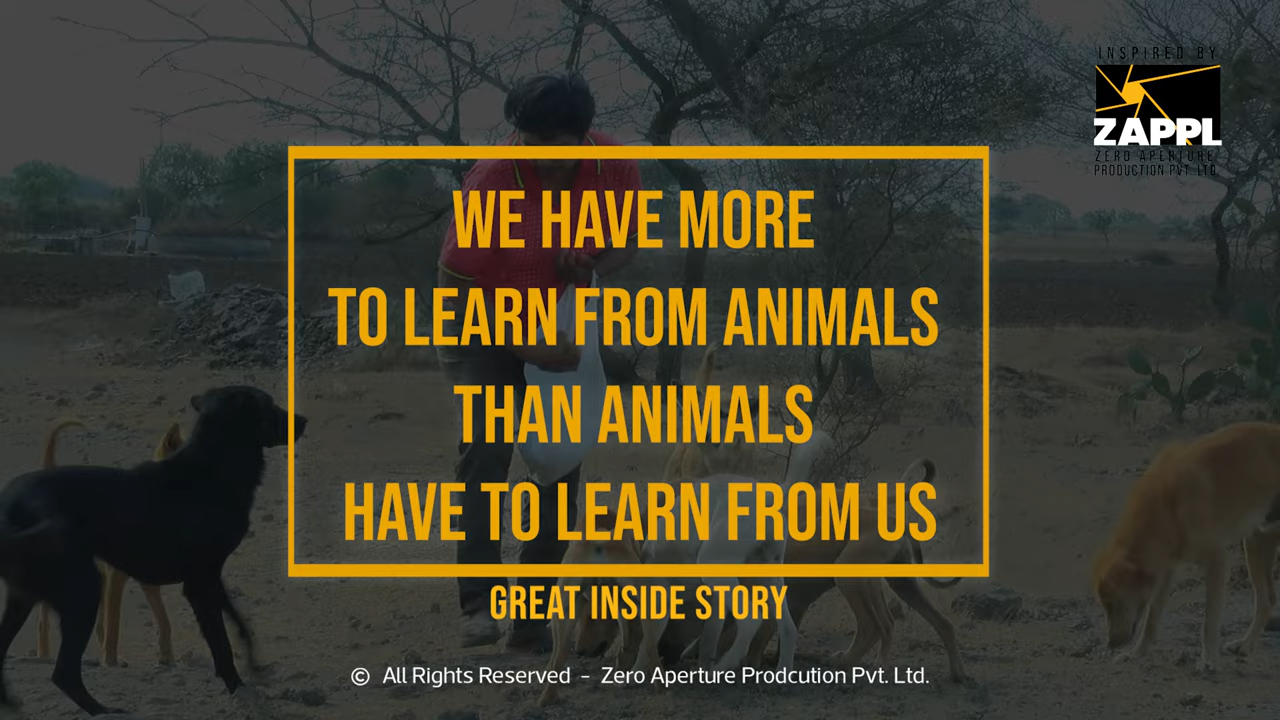 INSPIRED BY
ZAPPL
ZERO APERTURE
PRODUCTION PVT. LTD.
WE HAVE MORE
TO LEARN FROM ANIMALS
THAN ANIMALS
HAVE TO LEARN FROM US
GREAT INSIDE STORY
© All Rights Reserved - Zero Aperture Prodcution Pvt. Ltd.